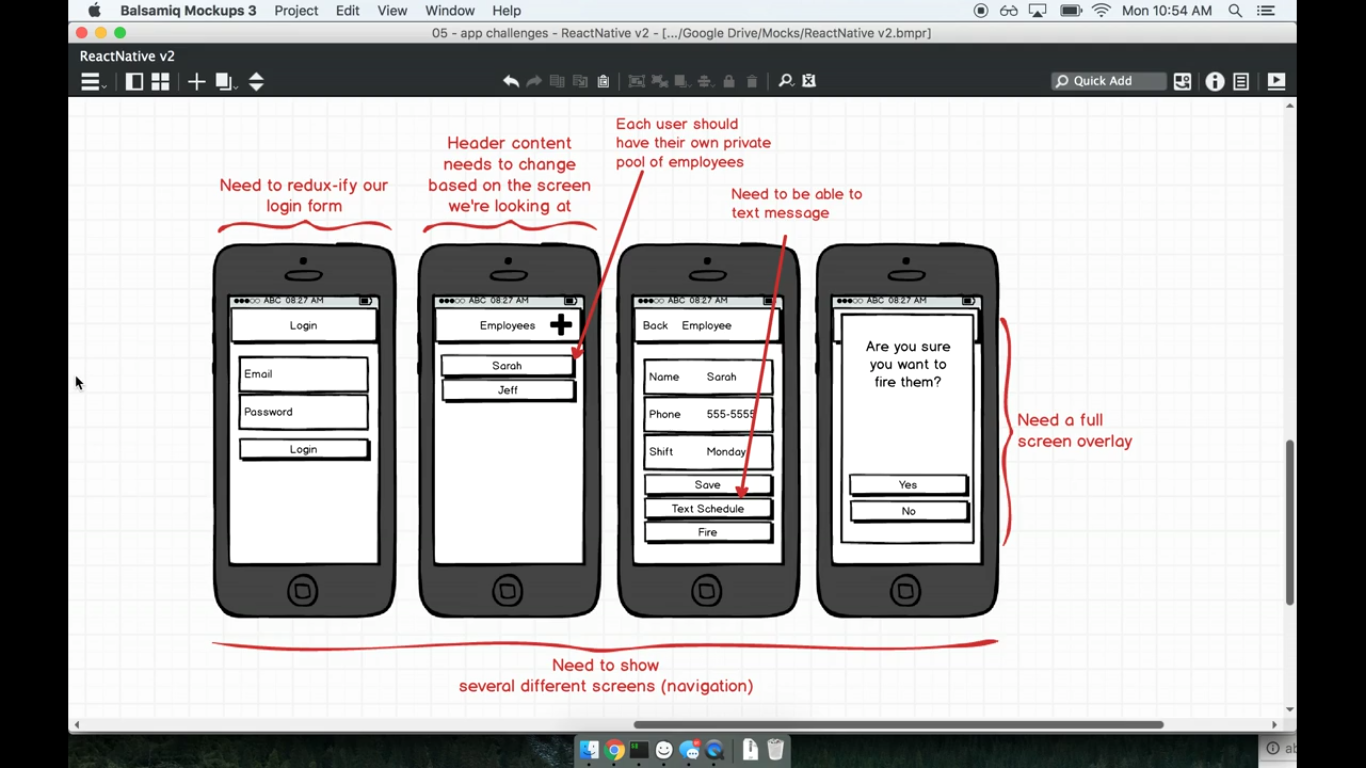 Balsamiq Mockups 3 Project Edit View Window Help Mon 10:54 AM
05 - app challenges - ReactNative v2 - [.../Google Drive/Mocks/ReactNative v2.bmpr]
ReactNative v2
Quick Add
Need to redux-ify our
login form
Header content
needs to change
based on the screen
we're looking at
Each user should
have their own private
pool of employees
Need to be able to
text message
ABC 08:27 AM
Login
Email
Password
Login
ABC 08:27 AM
Employees
Sarah
Jeff
ABC 08:27 AM
Back Employee
Name Sarah
Phone 555-5555
Shift Monday
Save
Text Schedule
Fire
ABC 08:27 AM
Are you sure
you want to
fire them?
Yes
No
Need a full
screen overlay
Need to show
several different screens (navigation)